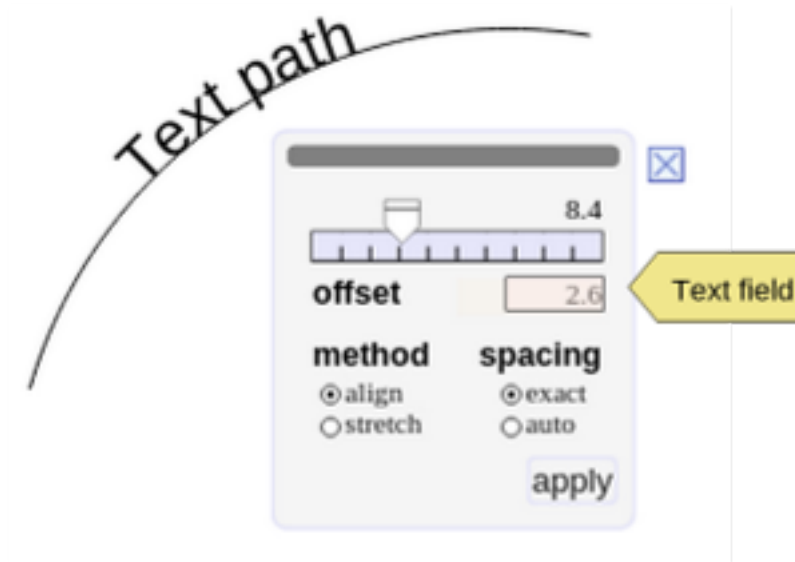 Text path
8.4
offset 2.6
Text field
method spacing
align exact
stretch auto
apply